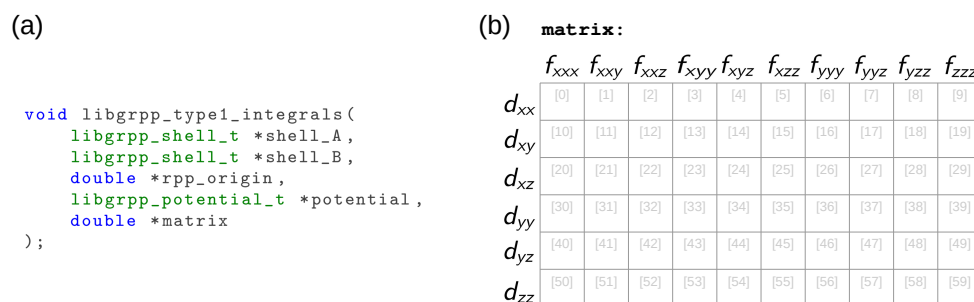 (a)
void libgrpp_type1_integrals(
libgrpp_shell_t *shell_A,
libgrpp_shell_t *shell_B,
double *rpp_origin,
libgrpp_potential_t *potential,
double *matrix
);
(b) matrix:
fxxx fxxy fxxz fxyy fxyz fxzz fyyy fyyz fyzz fzzz
dxx [0] [1] [2] [3] [4] [5] [6] [7] [8] [9]
dxy [10] [11] [12] [13] [14] [15] [16] [17] [18] [19]
dxz [20] [21] [22] [23] [24] [25] [26] [27] [28] [29]
dyy [30] [31] [32] [33] [34] [35] [36] [37] [38] [39]
dyz [40] [41] [42] [43] [44] [45] [46] [47] [48] [49]
dzz [50] [51] [52] [53] [54] [55] [56] [57] [58] [59]